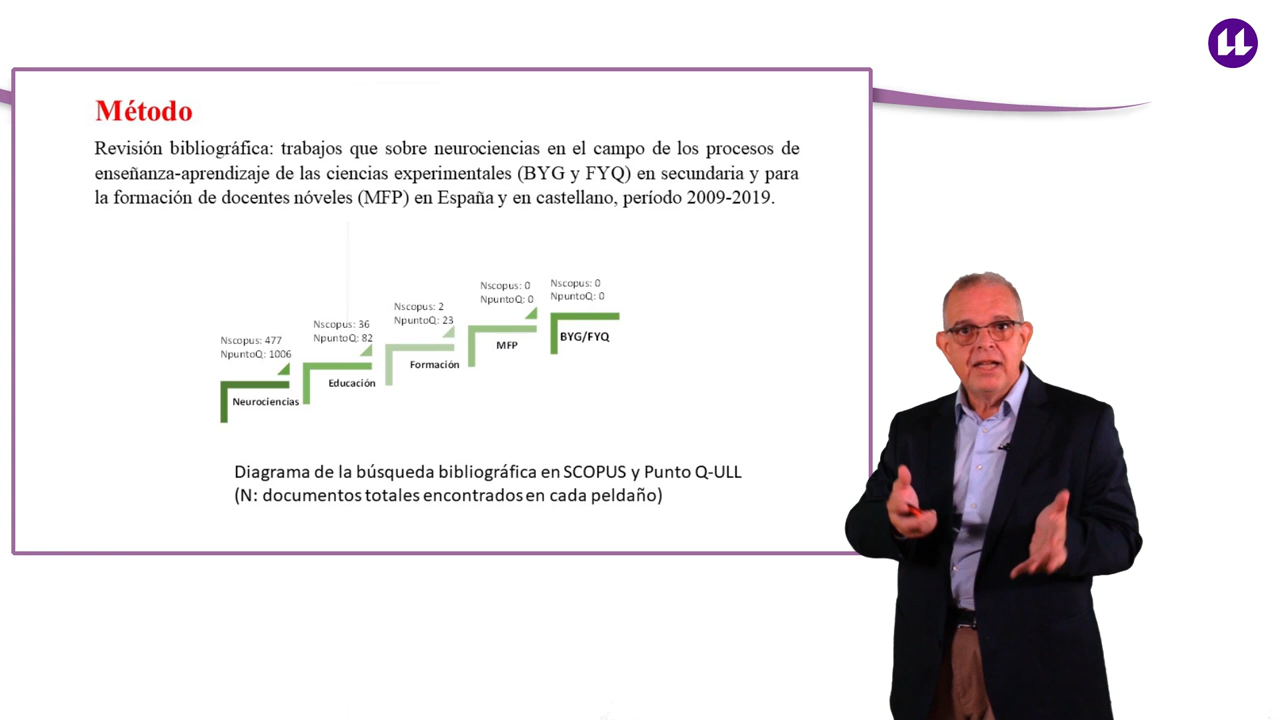 Método
Revisión bibliográfica: trabajos que sobre neurociencias en el campo de los procesos de
enseñanza-aprendizaje de las ciencias experimentales (BYG y FYQ) en secundaria y para
la formación de docentes nóveles (MFP) en España y en castellano, período 2009-2019.
Nscopus: 477
NpuntoQ: 1006
Neurociencias
Nscopus: 36
NpuntoQ: 82
Educación
Nscopus: 2
NpuntoQ: 23
Formación
Nscopus: 0
NpuntoQ: 0
MFP
Nscopus: 0
NpuntoQ: 0
BYG/FYQ
Diagrama de la búsqueda bibliográfica en SCOPUS y Punto Q-ULL
(N: documentos totales encontrados en cada peldaño)